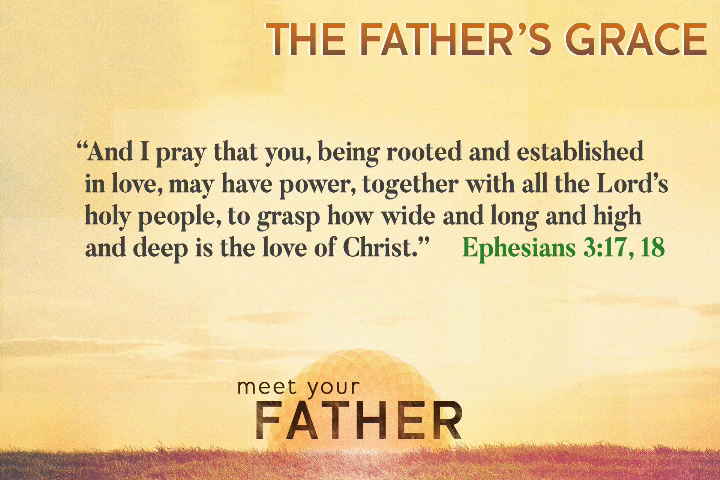 THE FATHER’S GRACE
“And I pray that you, being rooted and established
in love, may have power, together with all the Lord’s
holy people, to grasp how wide and long and high
and deep is the love of Christ.” Ephesians 3:17, 18
meet your
FATHER